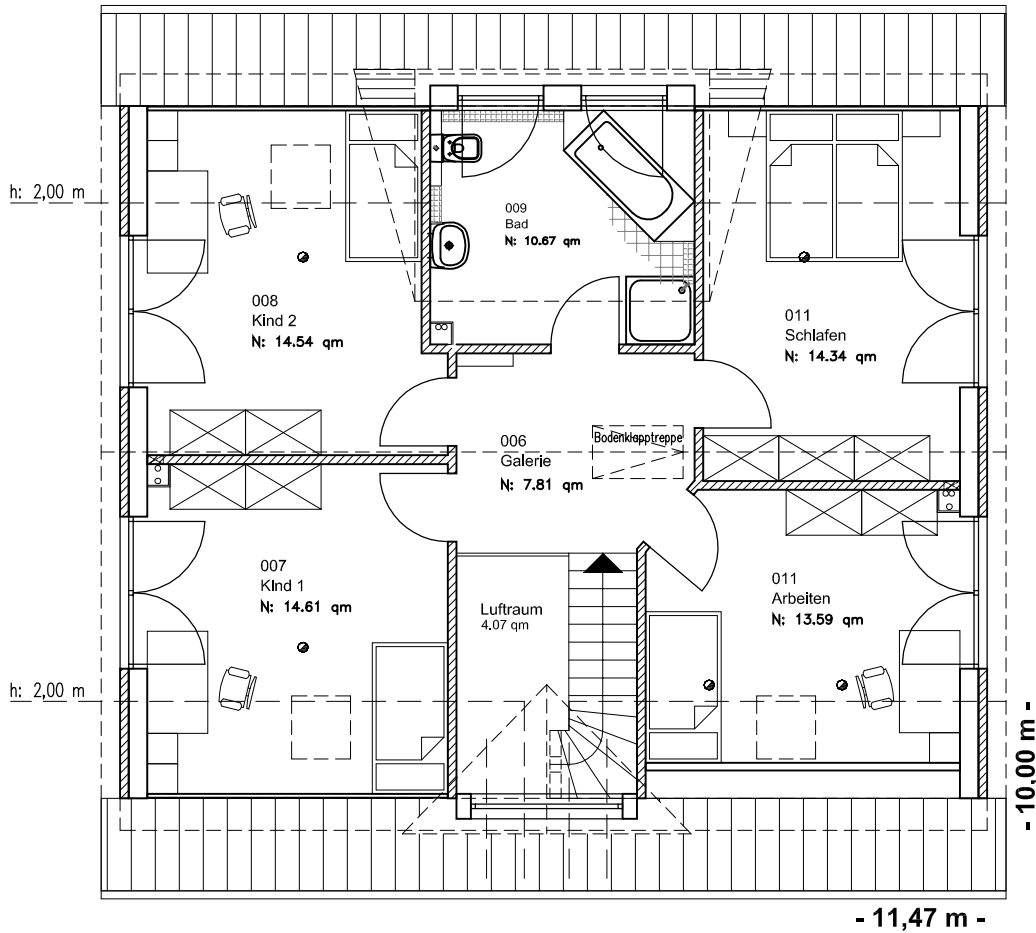 h: 2,00 m
009
Bad
N: 10.67 qm
008
Kind 2
N: 14.54 qm
011
Schlafen
N: 14.34 qm
006
Galerie
N: 7.81 qm
Bodenklapptreppe
007
KInd 1
N: 14.61 qm
Luftraum
4.07 qm
011
Arbeiten
N: 13.59 qm
h: 2,00 m
- 10,00 m -
- 11,47 m -